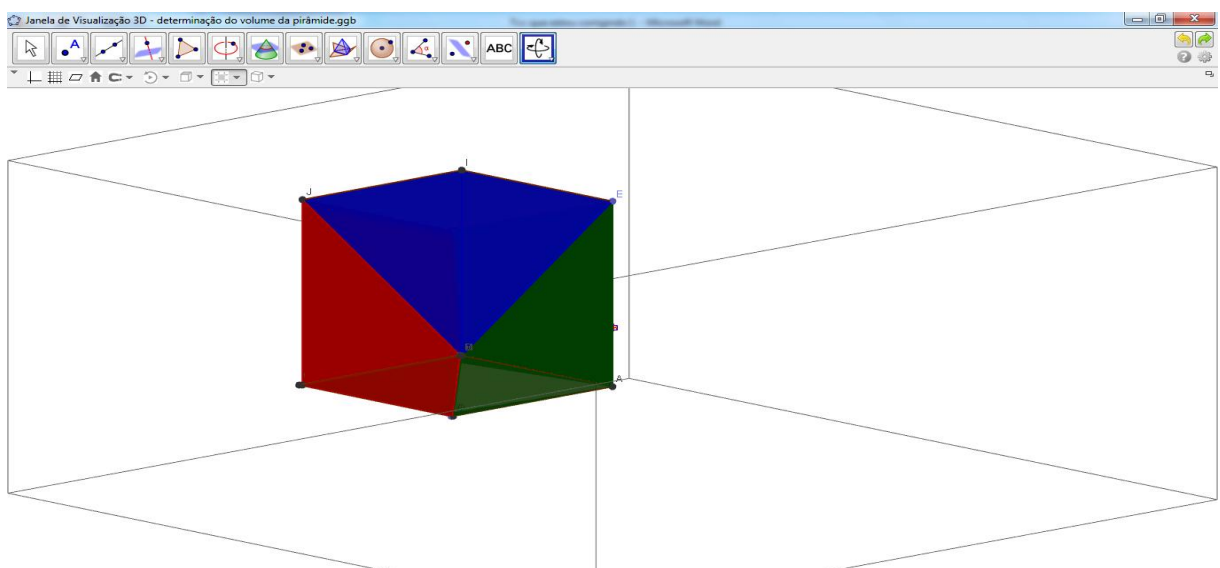 Janela de Visualização 3D - determinação do volume da pirâmide.ggb
A
α
ABC
I
J
E
A